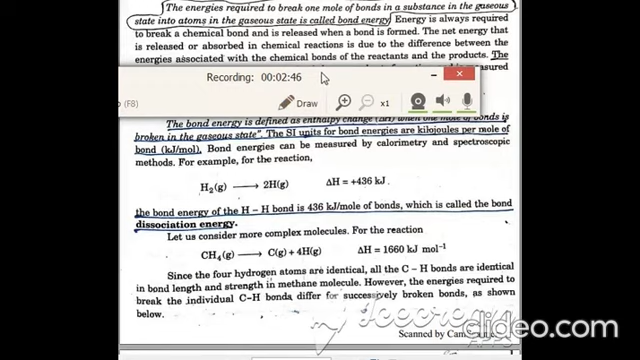 The energies required to break one mole of bonds in a substance in the gaseous
state into atoms in the gaseous state is called bond energy. Energy is always required
to break a chemical bond and is released when a bond is formed. The net energy
that is released or absorbed in chemical reactions is due to the difference between the
energies associated with the chemical bonds of the reactants and the products. The
measured
Recording: 00:02:46
(F8)
Draw
x1
The bond energy is defined as enthalpy change (ΔH) when one mole of bonds is
broken in the gaseous state". The SI units for bond energies are kilojoules per mole of
bond (kJ/mol). Bond energies can be measured by calorimetry and spectroscopic
methods. For example, for the reaction,
H₂(g) ⟶ 2H(g) ΔH = +436 kJ
the bond energy of the H – H bond is 436 kJ/mole of bonds, which is called the bond
dissociation energy.
Let us consider more complex molecules. For the reaction
CH₄(g) ⟶ C(g) + 4H(g) ΔH = 1660 kJ mol⁻¹
Since the four hydrogen atoms are identical, all the C – H bonds are identical
in bond length and strength in methane molecule. However, the energies required to
break the individual C–H bonds differ for successively broken bonds, as shown
below.
clideo.com
Scanned by